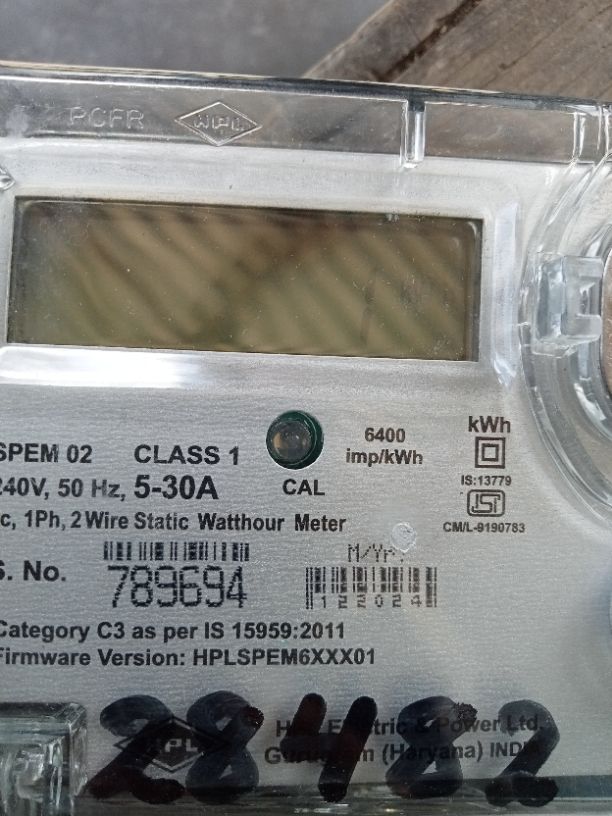 PCFR HPL
SPEM 02 CLASS 1
240V, 50 Hz, 5-30A
CAL
6400
imp/kWh
kWh
IS:13779
CM/L-9190783
c, 1Ph, 2 Wire Static Watthour Meter
S. No. 789694
M/Yr:
122024
Category C3 as per IS 15959:2011
Firmware Version: HPLSPEM6XXX01
HPL Electric & Power Ltd.
HPL
Gurugram (Haryana) INDIA
28482